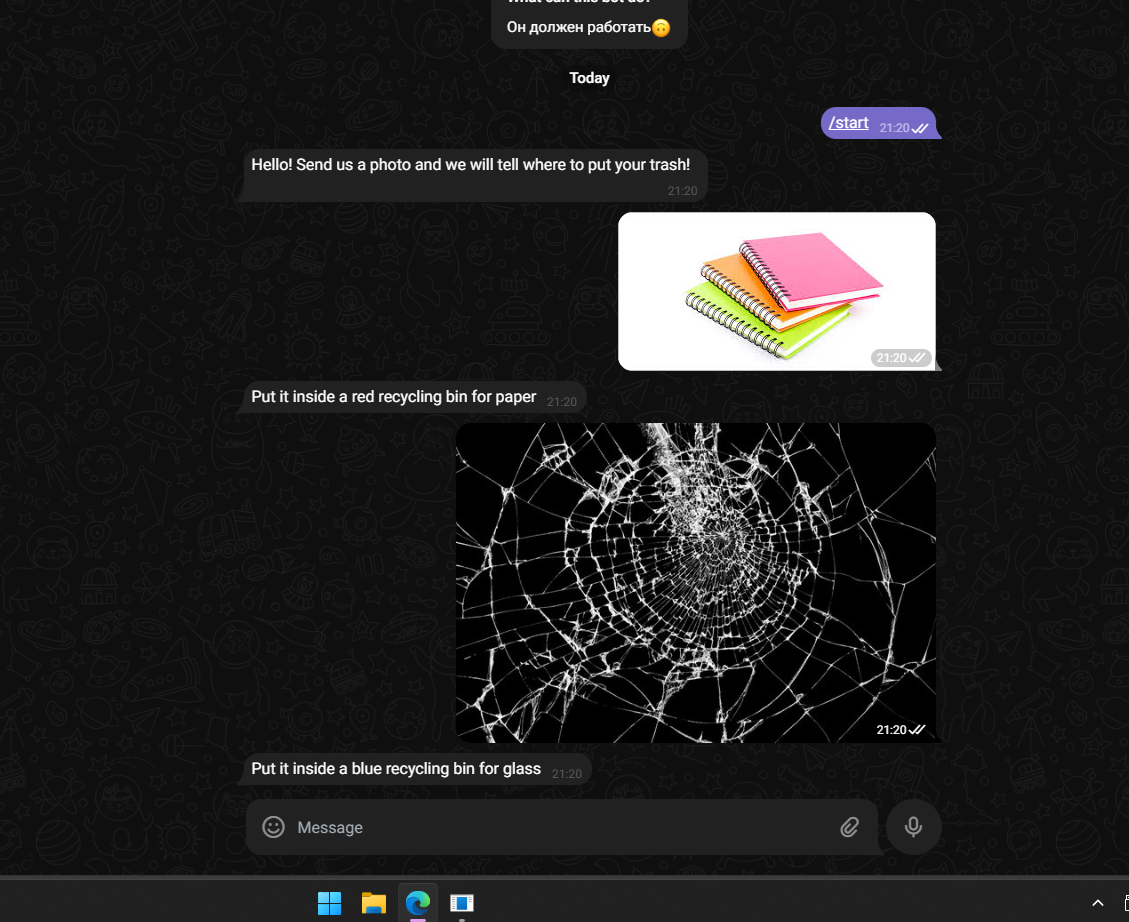 What can this bot do?
Он должен работать🙃
Today
/start 21:20
Hello! Send us a photo and we will tell where to put your trash!
21:20
21:20
Put it inside a red recycling bin for paper 21:20
21:20
Put it inside a blue recycling bin for glass 21:20
Message